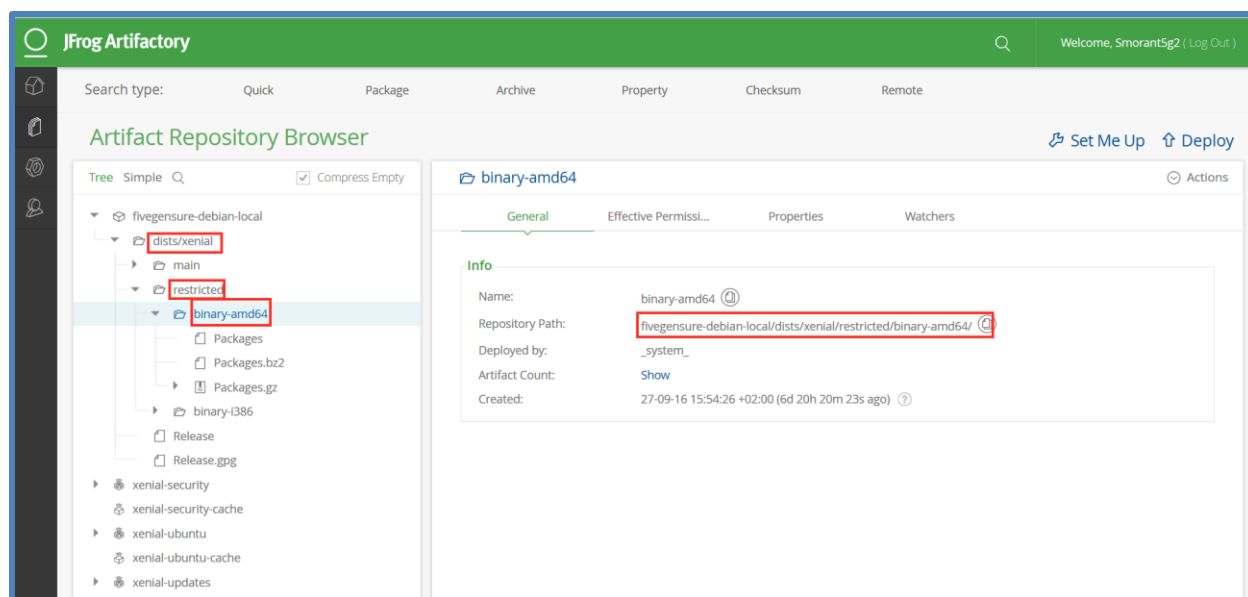 JFrog Artifactory
Welcome, Smorant5g2 ( Log Out )
Search type: Quick Package Archive Property Checksum Remote
Artifact Repository Browser
Set Me Up Deploy
Tree Simple Compress Empty
fivegensure-debian-local
dists/xenial
main
restricted
binary-amd64
Packages
Packages.bz2
Packages.gz
binary-i386
Release
Release.gpg
xenial-security
xenial-security-cache
xenial-ubuntu
xenial-ubuntu-cache
xenial-updates
binary-amd64 Actions
General Effective Permissi... Properties Watchers
Info
Name: binary-amd64
Repository Path: fivegensure-debian-local/dists/xenial/restricted/binary-amd64/
Deployed by: _system_
Artifact Count: Show
Created: 27-09-16 15:54:26 +02:00 (6d 20h 20m 23s ago) ?